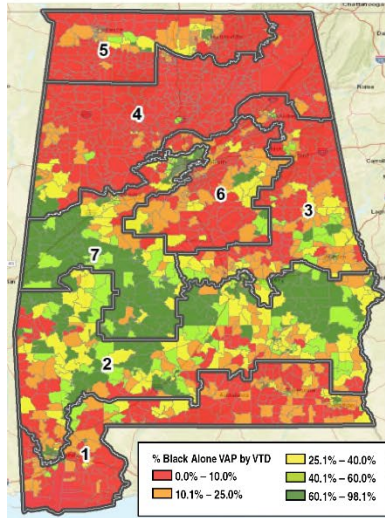 5
4
6
3
7
2
1
% Black Alone VAP by VTD
0.0% – 10.0%
10.1% – 25.0%
25.1% – 40.0%
40.1% – 60.0%
60.1% – 98.1%